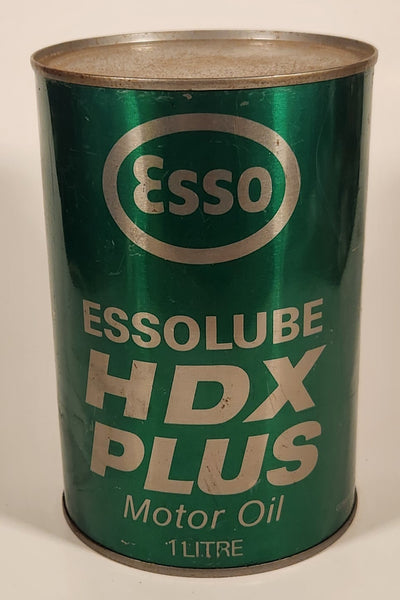 Esso
ESSOLUBE
HDX
PLUS
Motor Oil
1 LITRE